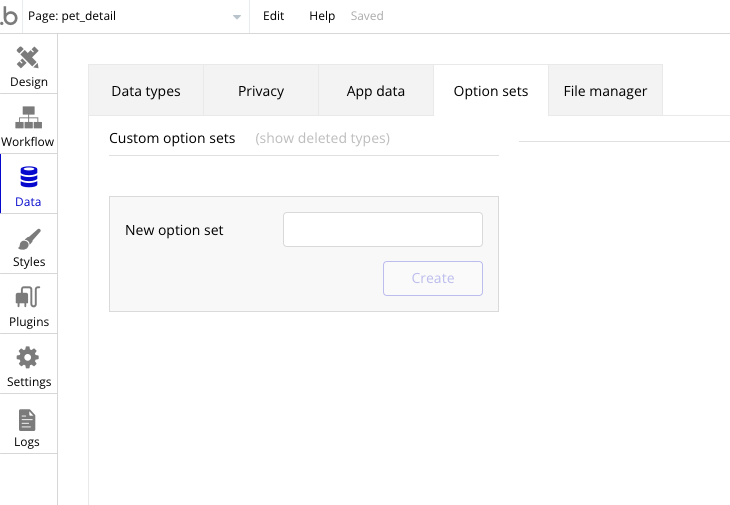 .b Page: pet_detail Edit Help Saved
Design
Workflow
Data
Styles
Plugins
Settings
Logs
Data types Privacy App data Option sets File manager
Custom option sets (show deleted types)
New option set
Create